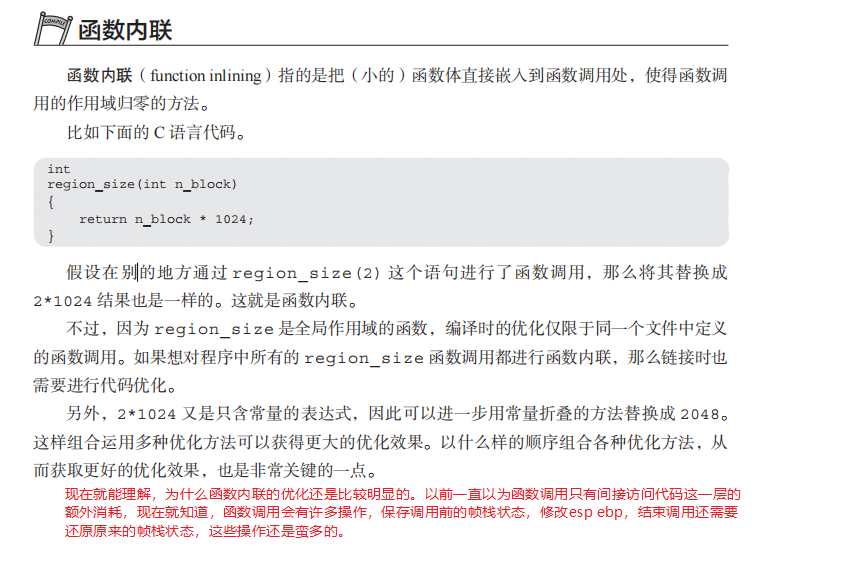 COMPILE
函数内联
函数内联（function inlining）指的是把（小的）函数体直接嵌入到函数调用处，使得函数调
用的作用域归零的方法。
比如下面的 C 语言代码。
int
region_size(int n_block)
{
    return n_block * 1024;
}
假设在别的地方通过 region_size(2) 这个语句进行了函数调用，那么将其替换成
2*1024 结果也是一样的。这就是函数内联。
不过，因为 region_size 是全局作用域的函数，编译时的优化仅限于同一个文件中定义
的函数调用。如果想对程序中所有的 region_size 函数调用都进行函数内联，那么链接时也
需要进行代码优化。
另外，2*1024 又是只含常量的表达式，因此可以进一步用常量折叠的方法替换成 2048。
这样组合运用多种优化方法可以获得更大的优化效果。以什么样的顺序组合各种优化方法，从
而获取更好的优化效果，也是非常关键的一点。
现在就能理解，为什么函数内联的优化还是比较明显的。以前一直以为函数调用只有间接访问代码这一层的
额外消耗，现在就知道，函数调用会有许多操作，保存调用前的帧栈状态，修改esp ebp，结束调用还需要
还原原来的帧栈状态，这些操作还是蛮多的。